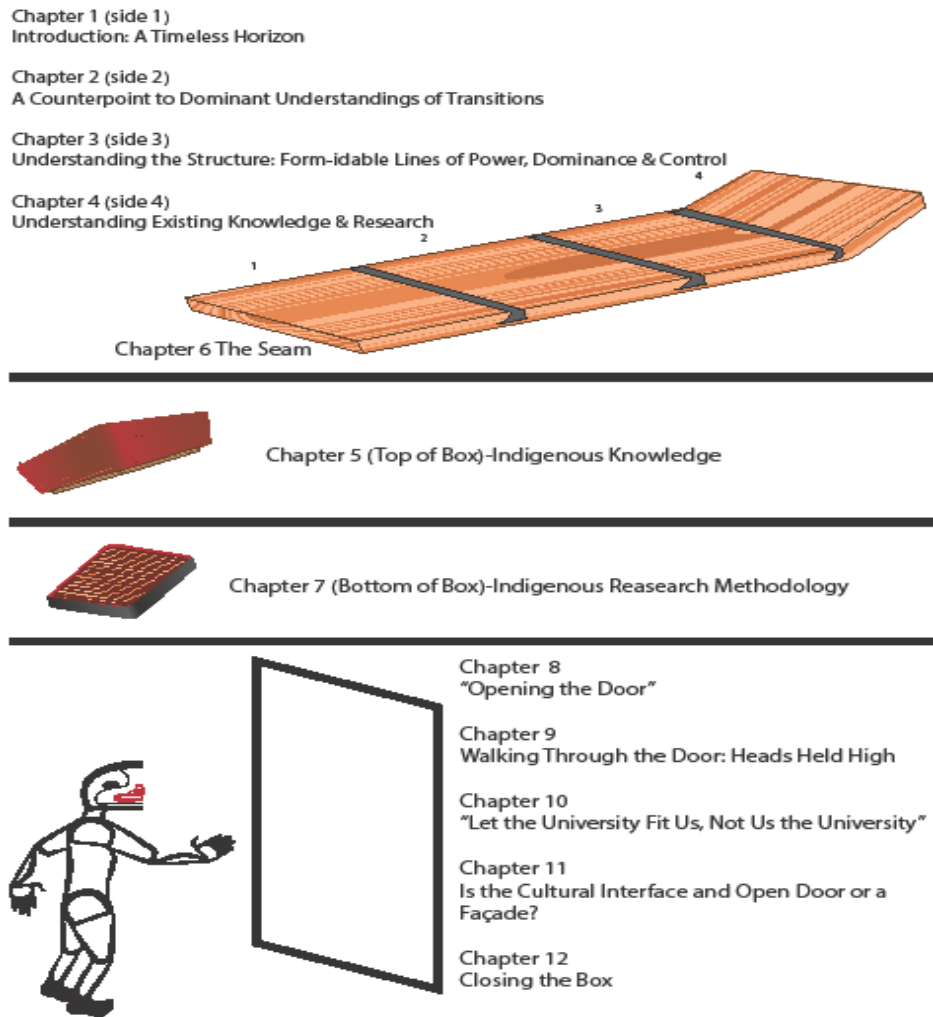 Chapter 1 (side 1)
Introduction: A Timeless Horizon
Chapter 2 (side 2)
A Counterpoint to Dominant Understandings of Transitions
Chapter 3 (side 3)
Understanding the Structure: Form-idable Lines of Power, Dominance & Control
Chapter 4 (side 4)
Understanding Existing Knowledge & Research
1
2
3
4
Chapter 6 The Seam
Chapter 5 (Top of Box)-Indigenous Knowledge
Chapter 7 (Bottom of Box)-Indigenous Reasearch Methodology
Chapter 8
“Opening the Door”
Chapter 9
Walking Through the Door: Heads Held High
Chapter 10
“Let the University Fit Us, Not Us the University”
Chapter 11
Is the Cultural Interface and Open Door or a
Façade?
Chapter 12
Closing the Box